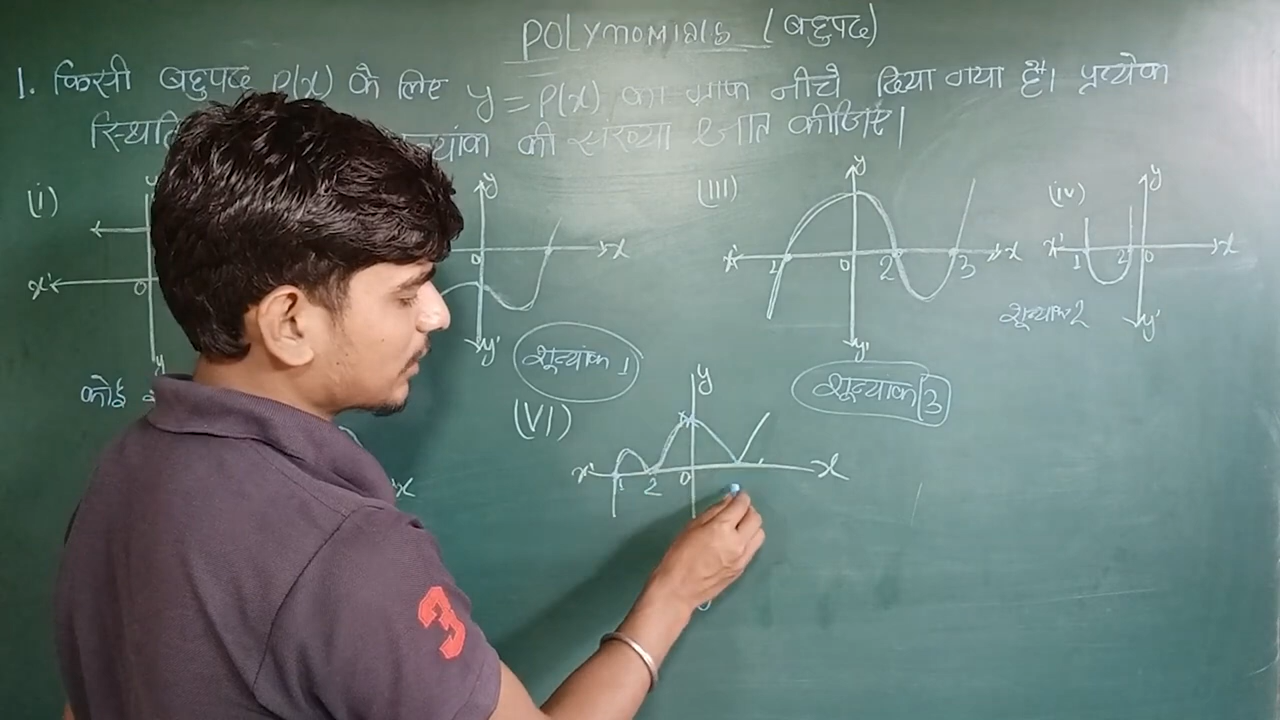 POLYNOMIALS (बहुपद)
1. किसी बहुपद P(x) के लिए y = P(x) का ग्राफ नीचे दिया गया है। प्रत्येक
की संख्या ज्ञात कीजिए।
(i) x' 0 y
y x 0 y'
(iii) y x' 1 0 2 3 x y'
(iv) y x' 1 2 0 x y'
शून्यांक 1
शून्यांक 3
शून्यांक 2
कोई
(VI) y x' 1 2 0 x
x
3